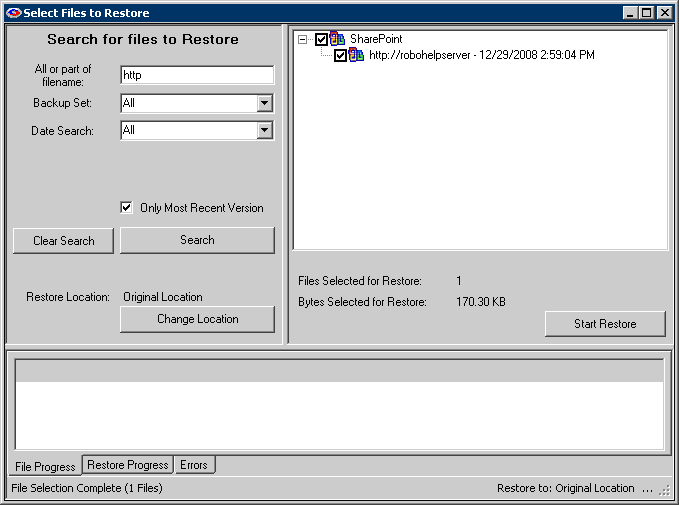 Select Files to Restore
Search for files to Restore
All or part of
filename:
http
Backup Set:
All
Date Search:
All
Only Most Recent Version
Clear Search
Search
Restore Location:
Original Location
Change Location
SharePoint
http://robohelpserver - 12/29/2008 2:59:04 PM
Files Selected for Restore:
1
Bytes Selected for Restore:
170.30 KB
Start Restore
File Progress
Restore Progress
Errors
File Selection Complete (1 Files)
Restore to: Original Location ...